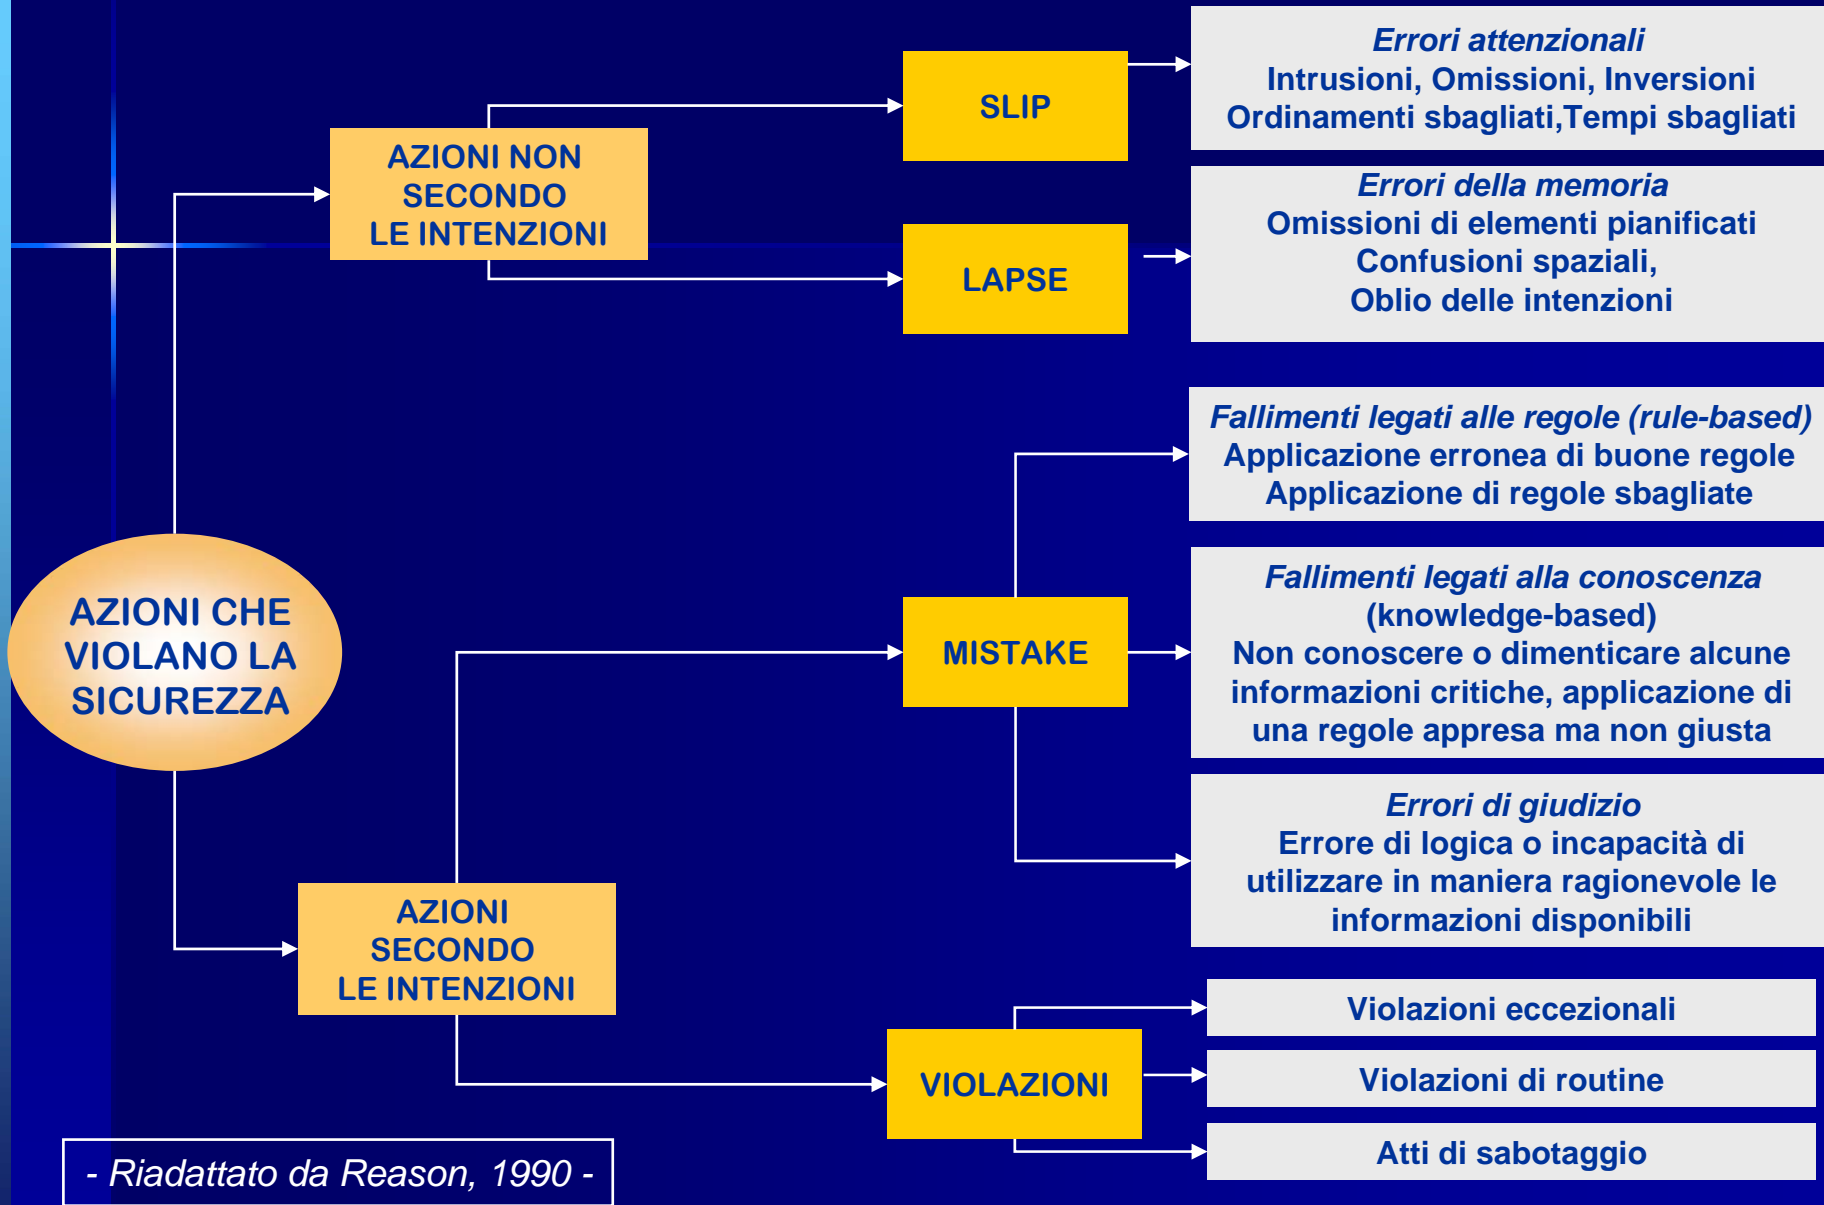 AZIONI CHE
VIOLANO LA
SICUREZZA
AZIONI NON
SECONDO
LE INTENZIONI
SLIP
Errori attenzionali
Intrusioni, Omissioni, Inversioni
Ordinamenti sbagliati,Tempi sbagliati
LAPSE
Errori della memoria
Omissioni di elementi pianificati
Confusioni spaziali,
Oblio delle intenzioni
AZIONI
SECONDO
LE INTENZIONI
MISTAKE
Fallimenti legati alle regole (rule-based)
Applicazione erronea di buone regole
Applicazione di regole sbagliate
Fallimenti legati alla conoscenza
(knowledge-based)
Non conoscere o dimenticare alcune
informazioni critiche, applicazione di
una regole appresa ma non giusta
Errori di giudizio
Errore di logica o incapacità di
utilizzare in maniera ragionevole le
informazioni disponibili
VIOLAZIONI
Violazioni eccezionali
Violazioni di routine
Atti di sabotaggio
- Riadattato da Reason, 1990 -